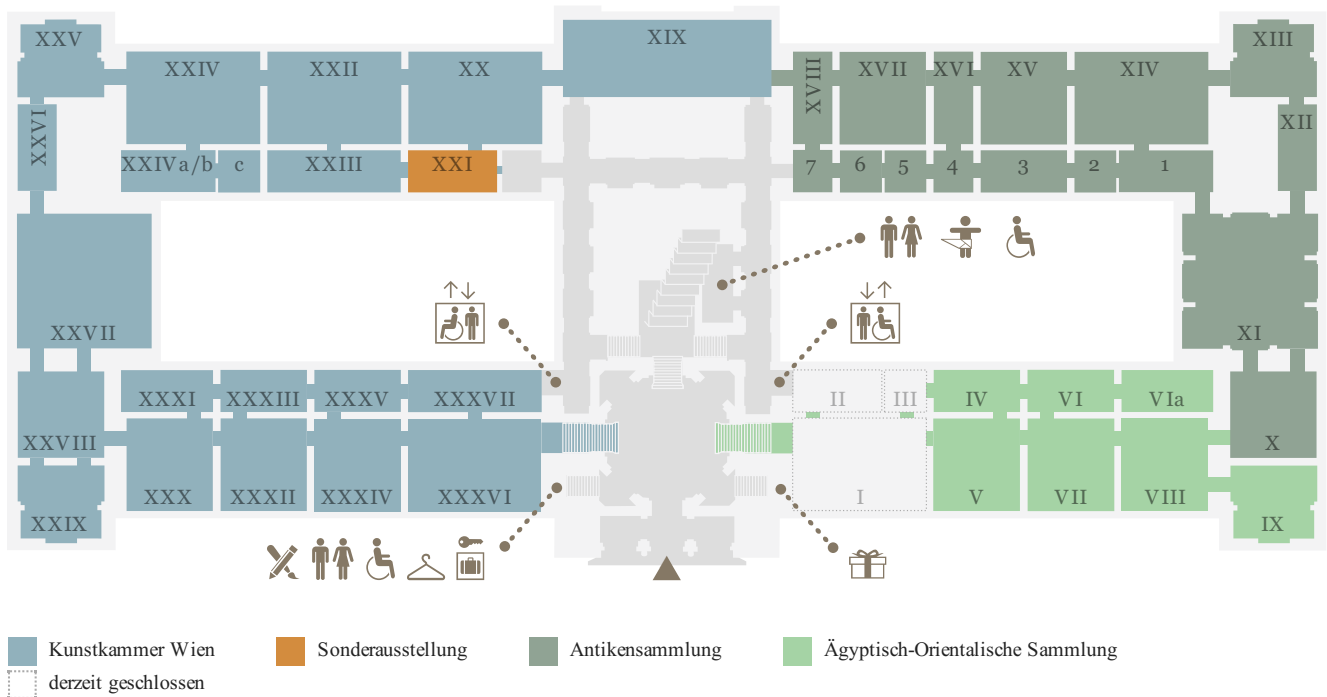 XXV
XXIV
XXII
XX
XIX
XVIII
XVII
XVI
XV
XIV
XIII
XXVI
XII
XXIVa/b
c
XXIII
XXI
7
6
5
4
3
2
1
XXVII
XI
XXXI
XXXIII
XXXV
XXXVII
II
III
IV
VI
VIa
XXVIII
X
XXX
XXXII
XXXIV
XXXVI
I
V
VII
VIII
XXIX
IX
Kunstkammer Wien
Sonderausstellung
Antikensammlung
Ägyptisch-Orientalische Sammlung
derzeit geschlossen